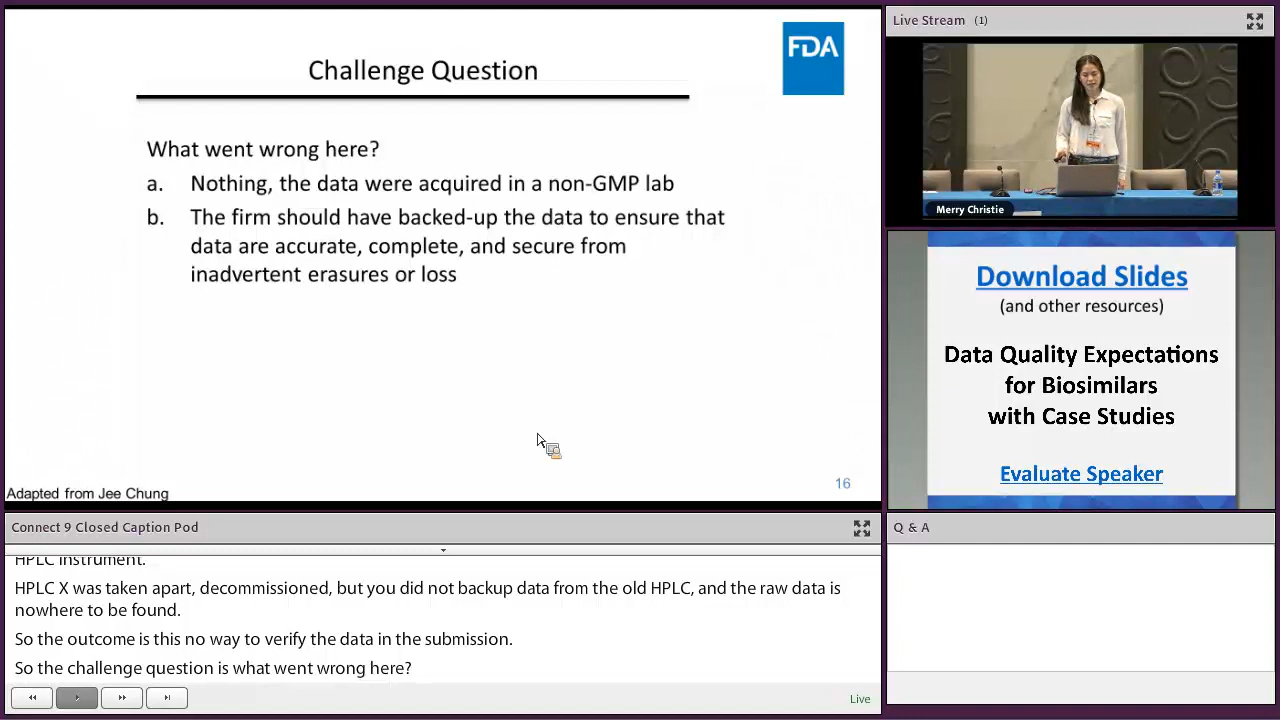 FDA
Challenge Question
What went wrong here?
a. Nothing, the data were acquired in a non-GMP lab
b. The firm should have backed-up the data to ensure that
data are accurate, complete, and secure from
inadvertent erasures or loss
Adapted from Jee Chung
16
Live Stream (1)
Merry Christie
Download Slides
(and other resources)
Data Quality Expectations
for Biosimilars
with Case Studies
Evaluate Speaker
Connect 9 Closed Caption Pod
HPLC instrument.
HPLC X was taken apart, decommissioned, but you did not backup data from the old HPLC, and the raw data is
nowhere to be found.
So the outcome is this no way to verify the data in the submission.
So the challenge question is what went wrong here?
Live
Q & A